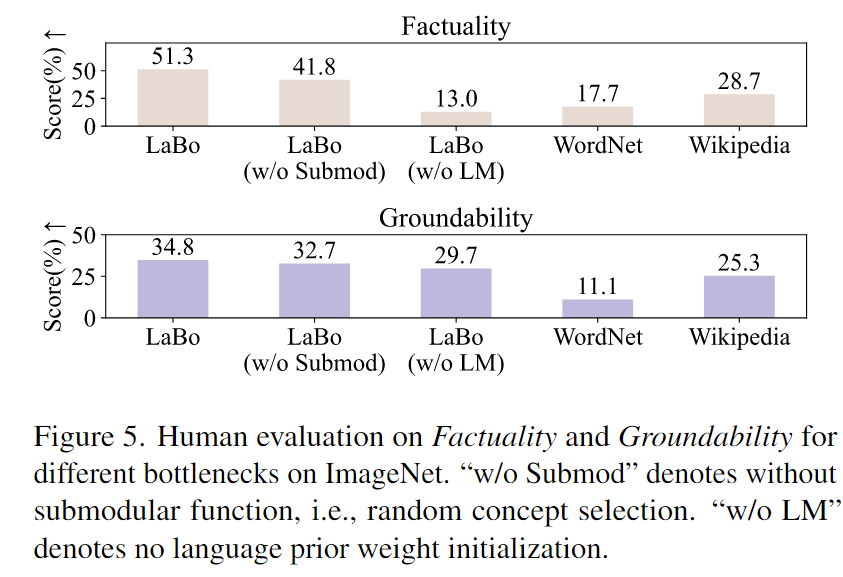 Factuality
Score(%) ↑
50
25
0
51.3
41.8
13.0
17.7
28.7
LaBo
LaBo
(w/o Submod)
LaBo
(w/o LM)
WordNet
Wikipedia
Groundability
Score(%) ↑
50
25
0
34.8
32.7
29.7
11.1
25.3
LaBo
LaBo
(w/o Submod)
LaBo
(w/o LM)
WordNet
Wikipedia
Figure 5. Human evaluation on Factuality and Groundability for
different bottlenecks on ImageNet. “w/o Submod” denotes without
submodular function, i.e., random concept selection. “w/o LM”
denotes no language prior weight initialization.